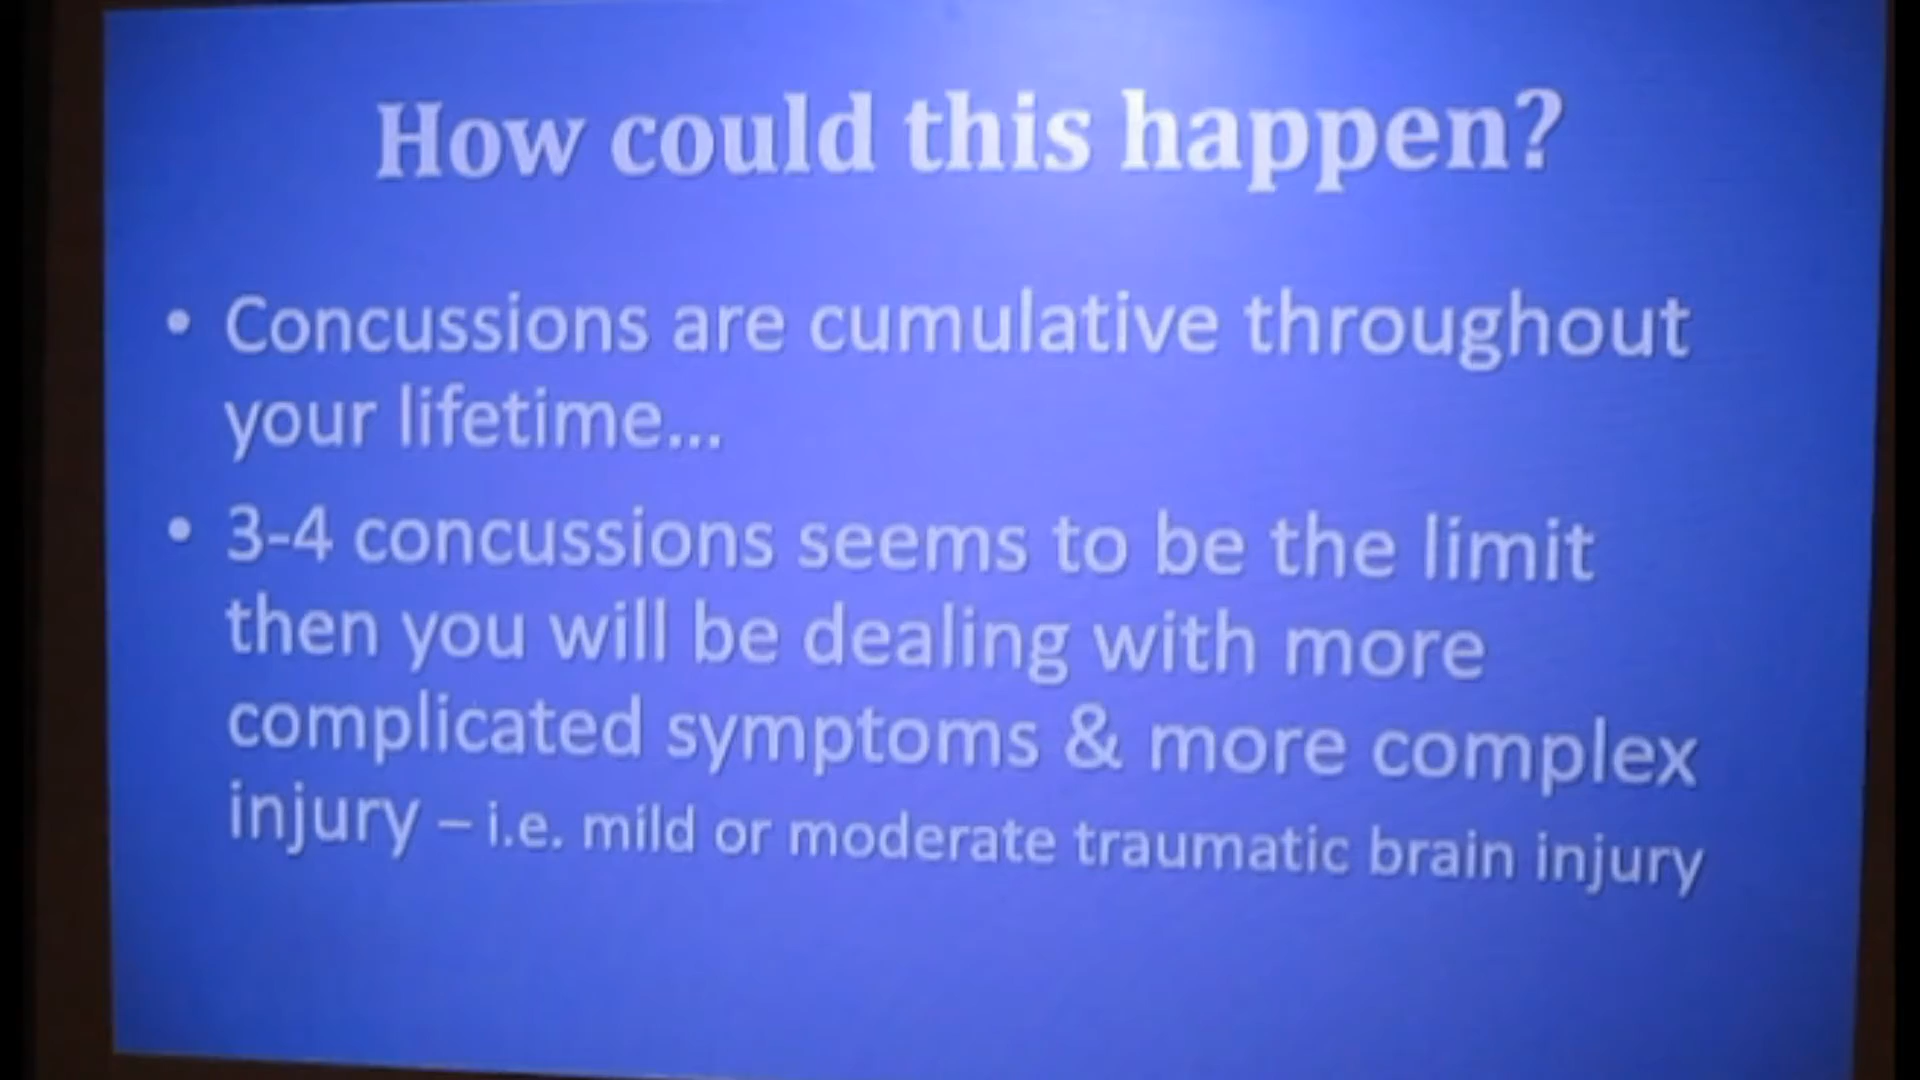 How could this happen?
• Concussions are cumulative throughout
your lifetime...
• 3-4 concussions seems to be the limit
then you will be dealing with more
complicated symptoms & more complex
injury – i.e. mild or moderate traumatic brain injury